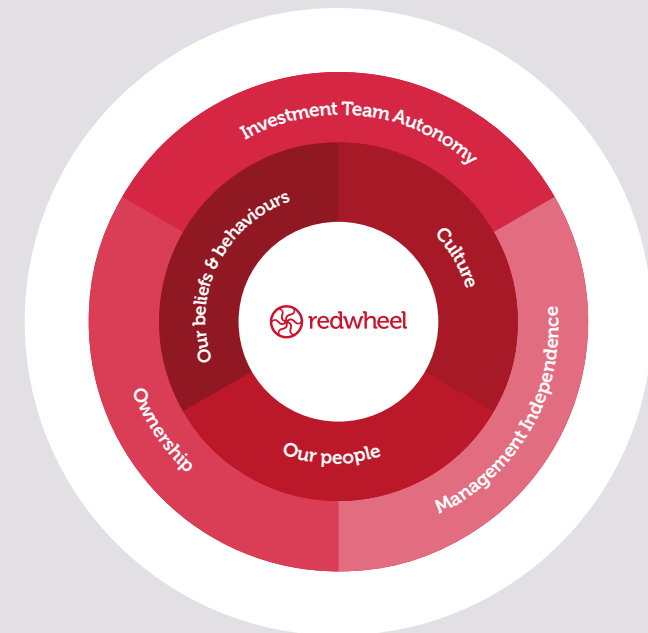 Investment Team Autonomy
Our beliefs & behaviours
Culture
redwheel
Ownership
Our people
Management Independence